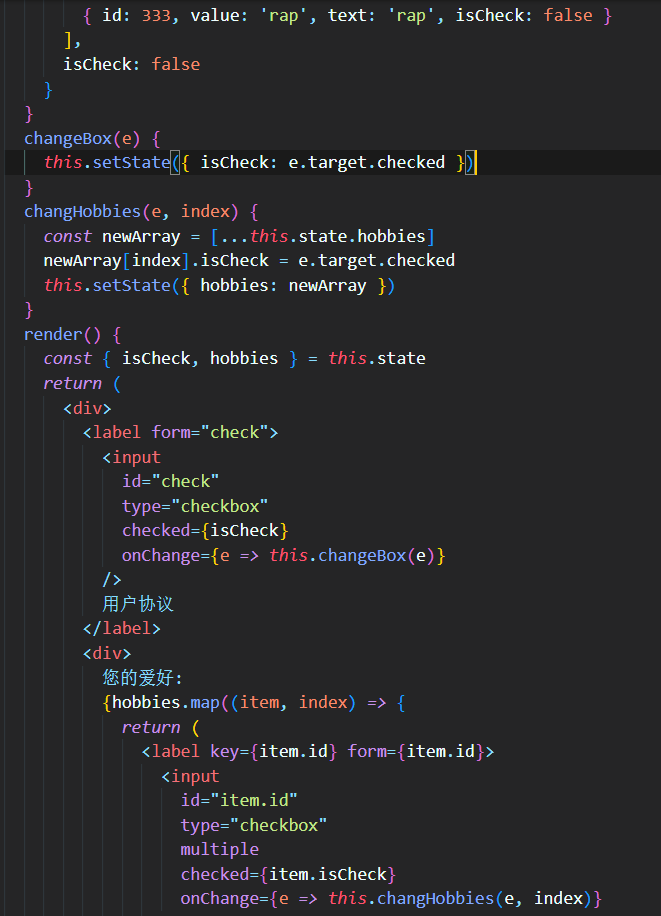 { id: 333, value: 'rap', text: 'rap', isCheck: false }
],
isCheck: false
}
}
changeBox(e) {
this.setState({ isCheck: e.target.checked })
}
changHobbies(e, index) {
const newArray = [...this.state.hobbies]
newArray[index].isCheck = e.target.checked
this.setState({ hobbies: newArray })
}
render() {
const { isCheck, hobbies } = this.state
return (
<div>
<label form="check">
<input
id="check"
type="checkbox"
checked={isCheck}
onChange={e => this.changeBox(e)}
/>
用户协议
</label>
<div>
您的爱好:
{hobbies.map((item, index) => {
return (
<label key={item.id} form={item.id}>
<input
id="item.id"
type="checkbox"
multiple
checked={item.isCheck}
onChange={e => this.changHobbies(e, index)}